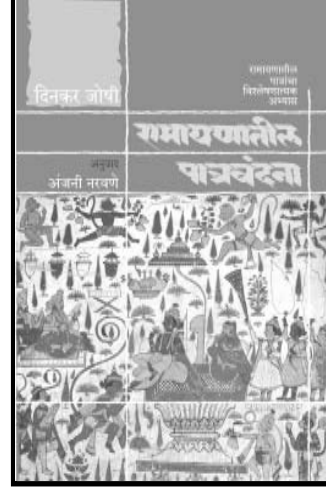 दिनकर जोशी
रामायणातील
पात्रांचा
विश्लेषणात्मक
अभ्यास
रामायणातील
पात्रवंदना
अनुवाद
अंजनी नरवणे